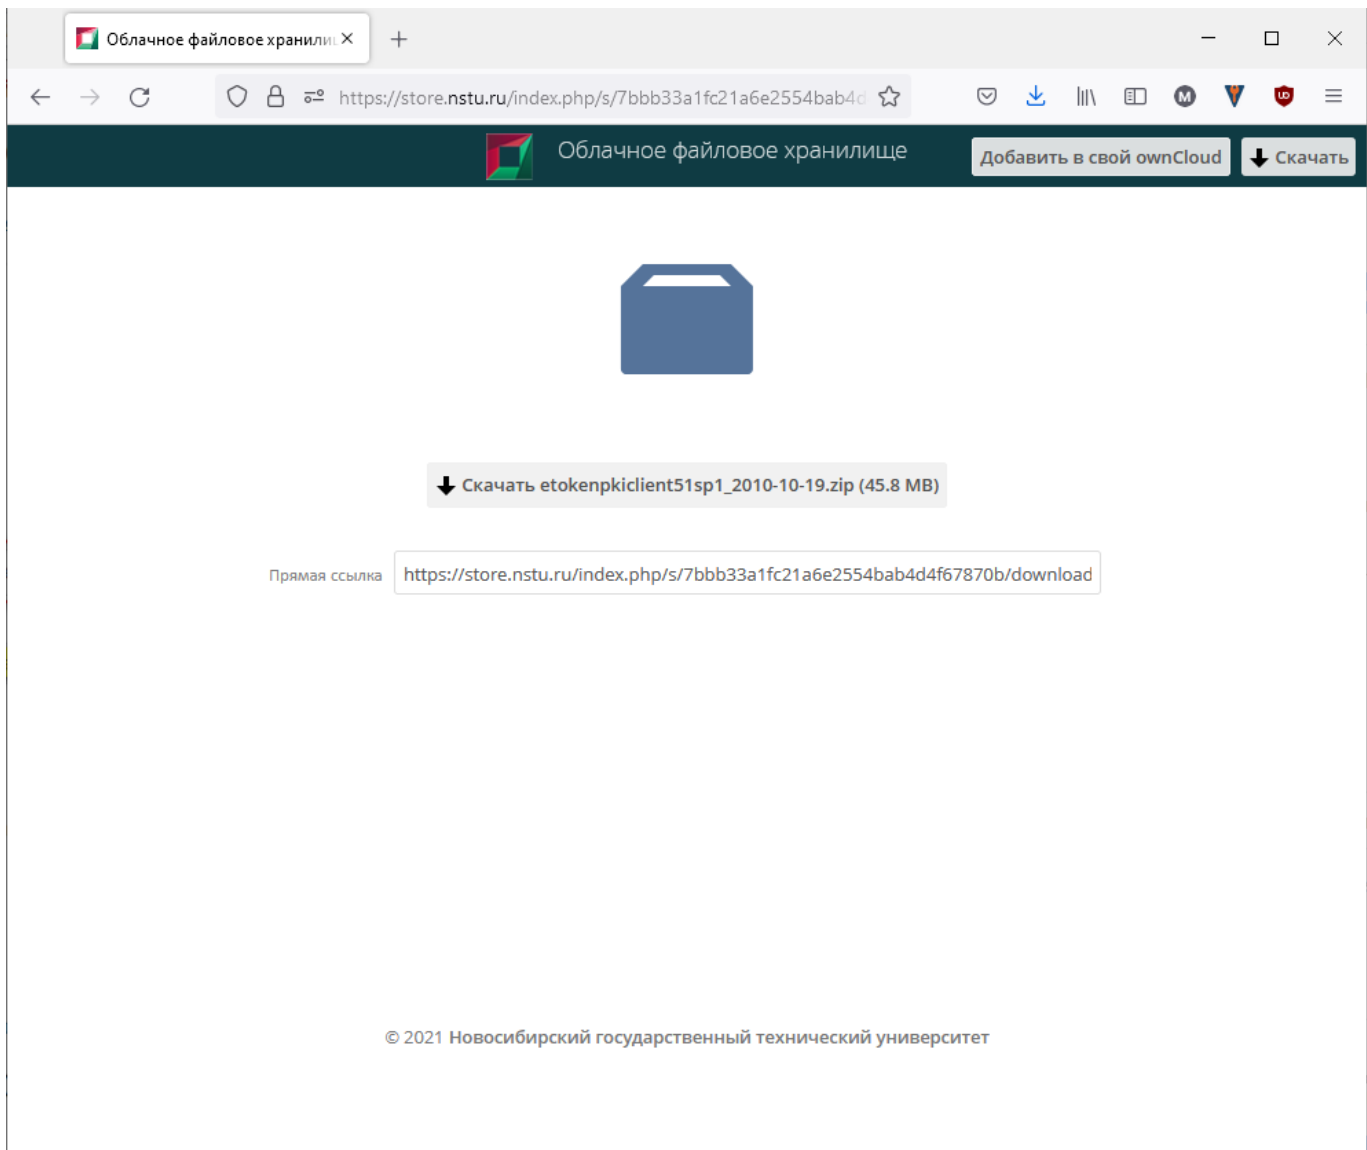 Облачное файловое хранили
https://store.nstu.ru/index.php/s/7bbb33a1fc21a6e2554bab4d
Облачное файловое хранилище
Добавить в свой ownCloud
Скачать
Скачать etokenpkiclient51sp1_2010-10-19.zip (45.8 MB)
Прямая ссылка
https://store.nstu.ru/index.php/s/7bbb33a1fc21a6e2554bab4d4f67870b/download
© 2021 Новосибирский государственный технический университет